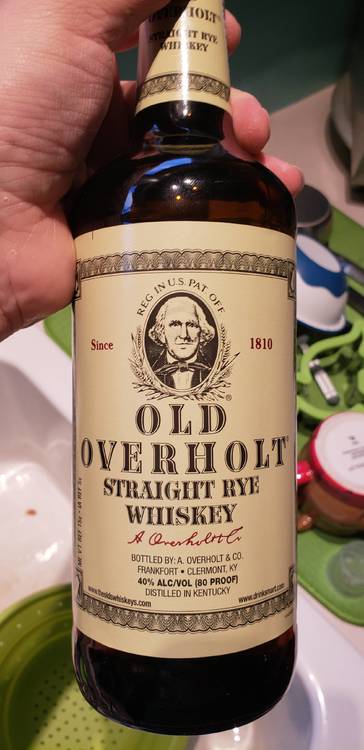 OVERHOLT
STRAIGHT RYE
WHISKEY
REG IN U.S. PAT. OFF
Since 1810
OLD
OVERHOLT®
STRAIGHT RYE
WHISKEY
A Overholt & Co
BOTTLED BY: A. OVERHOLT & CO.
FRANKFORT • CLERMONT, KY
40% ALC/VOL (80 PROOF)
DISTILLED IN KENTUCKY
www.theoldswhiskeys.com
www.drinksmart.com